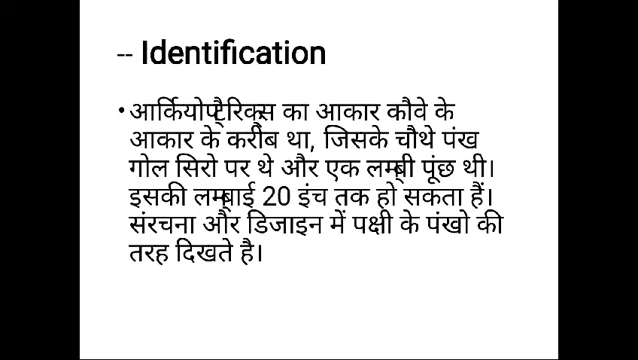 -- Identification
• आर्कियोप्टेरिक्स का आकार कौवे के
आकार के करीब था, जिसके चौथे पंख
गोल सिरो पर थे और एक लम्बी पूंछ थी।
इसकी लम्बाई 20 इंच तक हो सकता हैं।
संरचना और डिजाइन में पक्षी के पंखो की
तरह दिखते है।